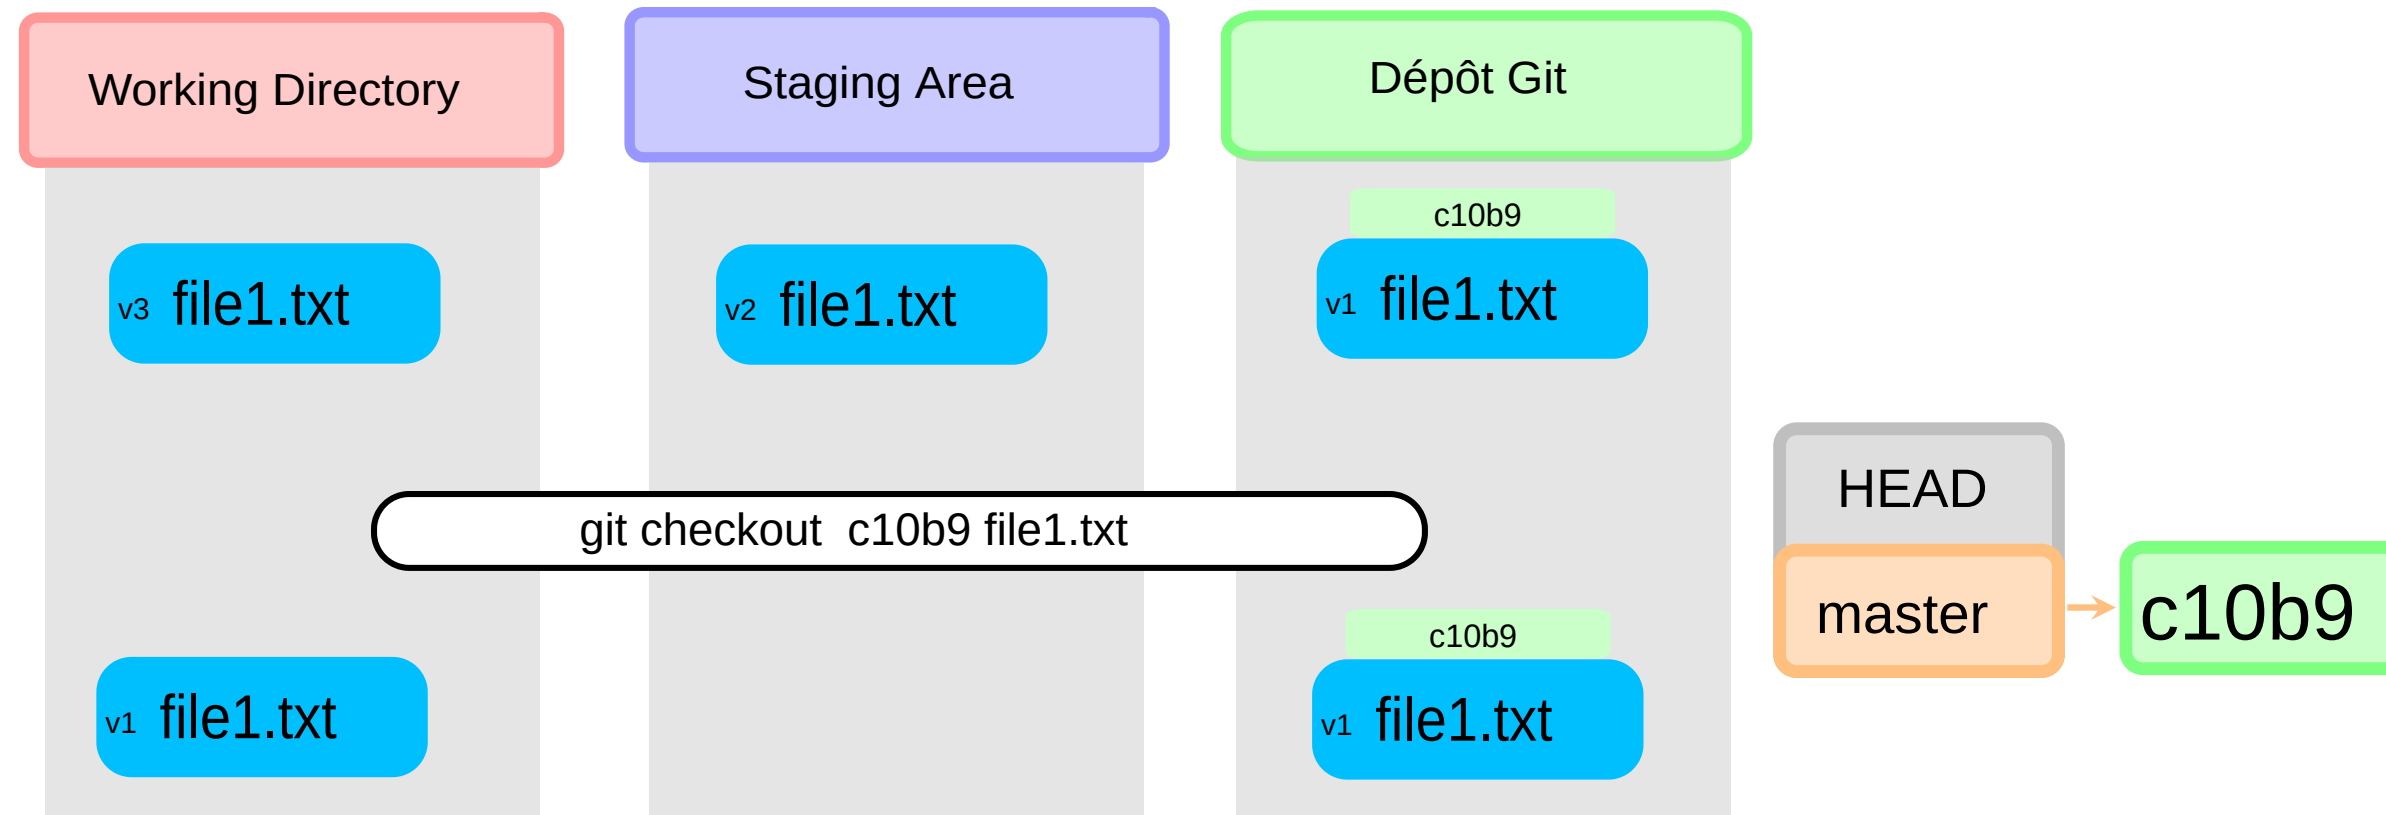 Working Directory
Staging Area
Dépôt Git
c10b9
v3 file1.txt
v2 file1.txt
v1 file1.txt
git checkout  c10b9 file1.txt
HEAD
master
c10b9
c10b9
v1 file1.txt
v1 file1.txt